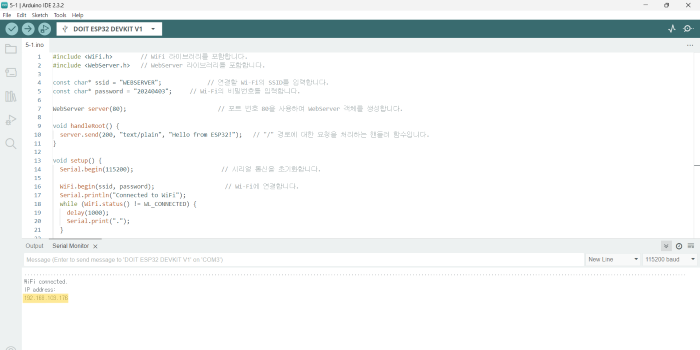 5-1 | Arduino IDE 2.3.2
File Edit Sketch Tools Help
DOIT ESP32 DEVKIT V1
5-1.ino
1 #include <WiFi.h> // WiFi 라이브러리를 포함합니다.
2 #include <WebServer.h> // WebServer 라이브러리를 포함합니다.
3
4 const char* ssid = "WEBSERVER"; // 연결할 Wi-Fi의 SSID를 입력합니다.
5 const char* password = "20240403"; // Wi-Fi의 비밀번호를 입력합니다.
6
7 WebServer server(80); // 포트 번호 80을 사용하여 WebServer 객체를 생성합니다.
8
9 void handleRoot() {
10 server.send(200, "text/plain", "Hello from ESP32!"); // "/" 경로에 대한 요청을 처리하는 핸들러 함수입니다.
11 }
12
13 void setup() {
14 Serial.begin(115200); // 시리얼 통신을 초기화합니다.
15
16 WiFi.begin(ssid, password); // Wi-Fi에 연결합니다.
17 Serial.println("Connected to WiFi");
18 while (WiFi.status() != WL_CONNECTED) {
19 delay(1000);
20 Serial.print(".");
21 }
Output Serial Monitor
Message (Enter to send message to 'DOIT ESP32 DEVKIT V1' on 'COM3')
New Line
115200 baud
WiFi connected.
IP address: